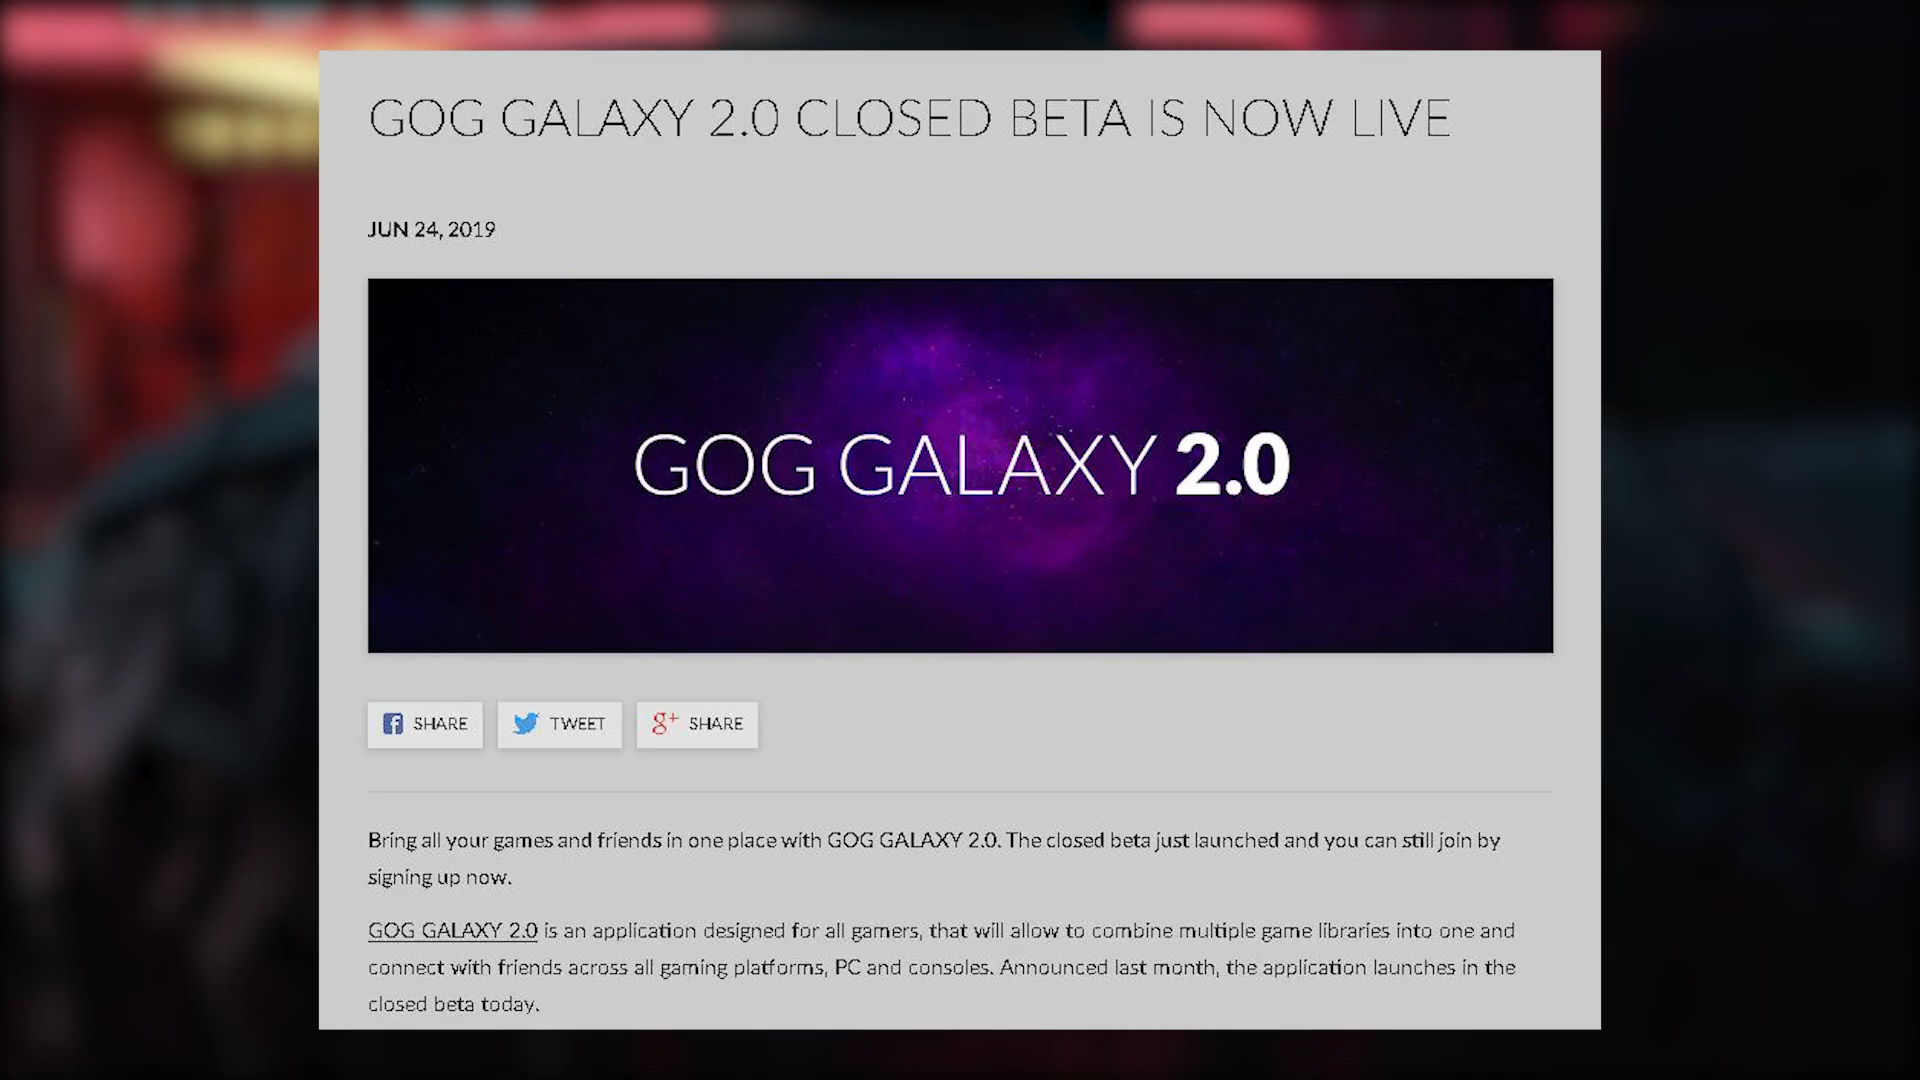 GOG GALAXY 2.0 CLOSED BETA IS NOW LIVE
JUN 24, 2019
GOG GALAXY 2.0
SHARE TWEET g+ SHARE
Bring all your games and friends in one place with GOG GALAXY 2.0. The closed beta just launched and you can still join by
signing up now.
GOG GALAXY 2.0 is an application designed for all gamers, that will allow to combine multiple game libraries into one and
connect with friends across all gaming platforms, PC and consoles. Announced last month, the application launches in the
closed beta today.